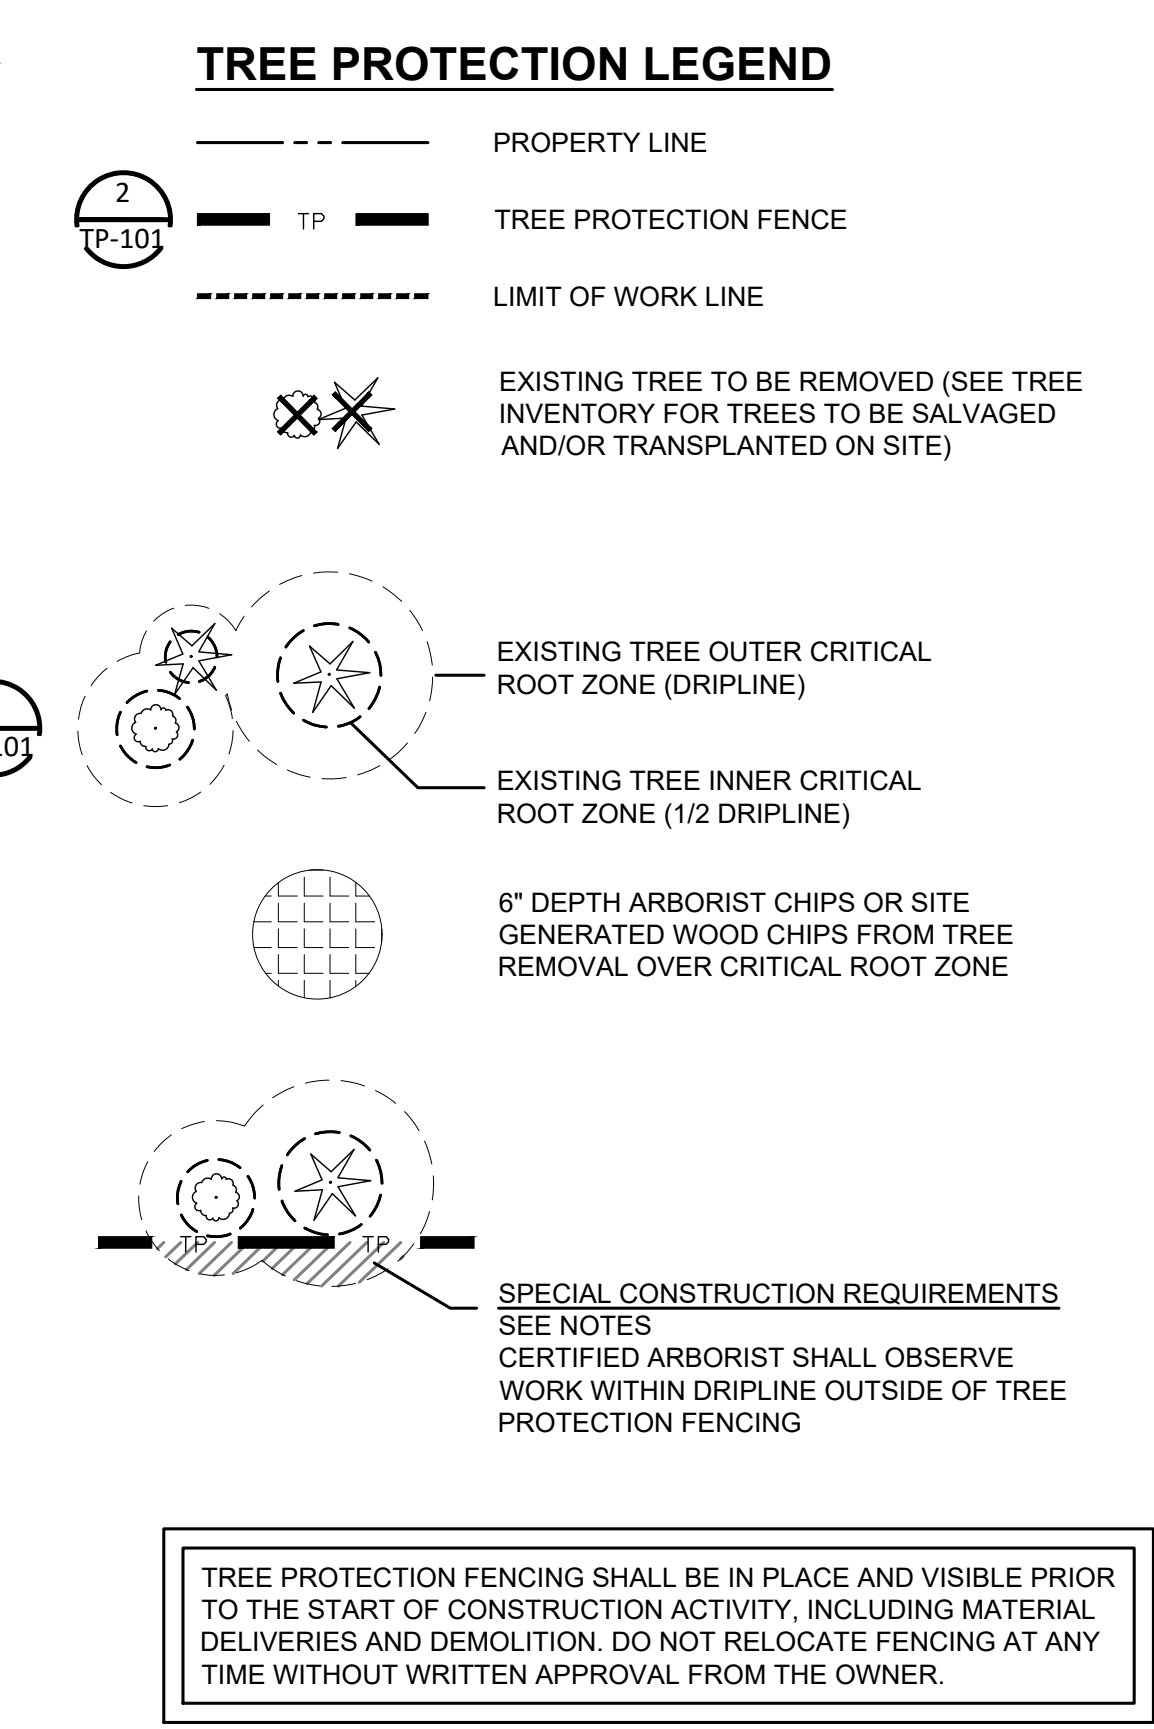 TREE PROTECTION LEGEND
PROPERTY LINE
2
TP-101
TP
TREE PROTECTION FENCE
LIMIT OF WORK LINE
EXISTING TREE TO BE REMOVED (SEE TREE
INVENTORY FOR TREES TO BE SALVAGED
AND/OR TRANSPLANTED ON SITE)
EXISTING TREE OUTER CRITICAL
ROOT ZONE (DRIPLINE)
01
EXISTING TREE INNER CRITICAL
ROOT ZONE (1/2 DRIPLINE)
6" DEPTH ARBORIST CHIPS OR SITE
GENERATED WOOD CHIPS FROM TREE
REMOVAL OVER CRITICAL ROOT ZONE
TP TP
SPECIAL CONSTRUCTION REQUIREMENTS
SEE NOTES
CERTIFIED ARBORIST SHALL OBSERVE
WORK WITHIN DRIPLINE OUTSIDE OF TREE
PROTECTION FENCING
TREE PROTECTION FENCING SHALL BE IN PLACE AND VISIBLE PRIOR
TO THE START OF CONSTRUCTION ACTIVITY, INCLUDING MATERIAL
DELIVERIES AND DEMOLITION. DO NOT RELOCATE FENCING AT ANY
TIME WITHOUT WRITTEN APPROVAL FROM THE OWNER.